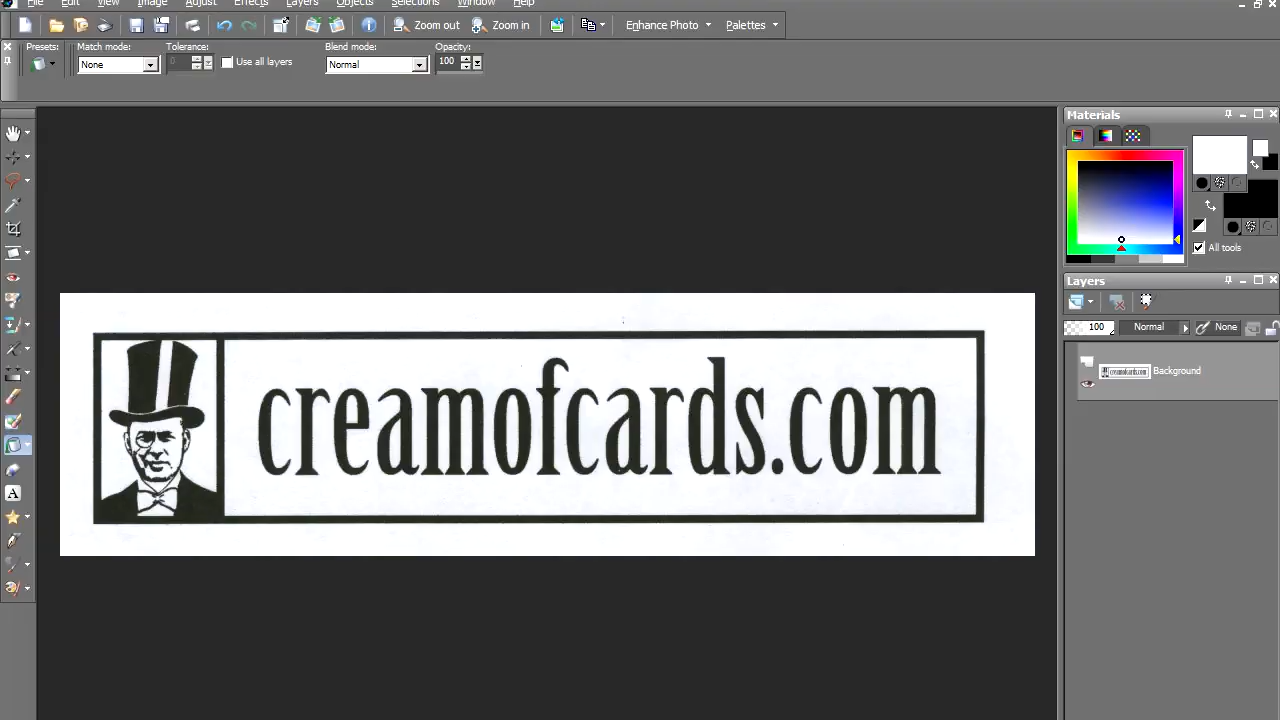 File Edit View Image Adjust Effects Layers Objects Selections Window Help
Zoom out Zoom in Enhance Photo Palettes
Presets: Match mode: Tolerance: Blend mode: Opacity:
None 0 Use all layers Normal 100
Materials
All tools
Layers
100 Normal None
creamofcards.com Background
creamofcards.com
A